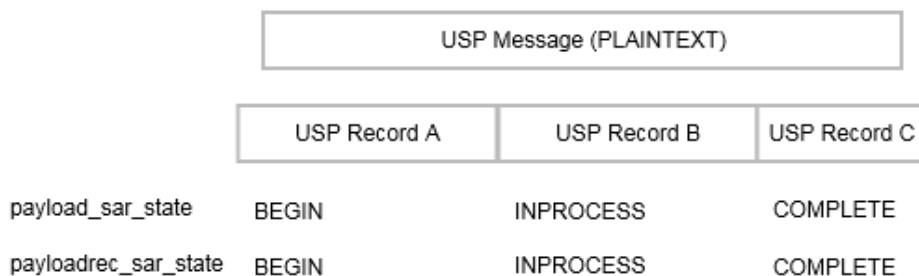 USP Message (PLAINTEXT)
USP Record A USP Record B USP Record C
payload_sar_state BEGIN INPROCESS COMPLETE
payloadrec_sar_state BEGIN INPROCESS COMPLETE